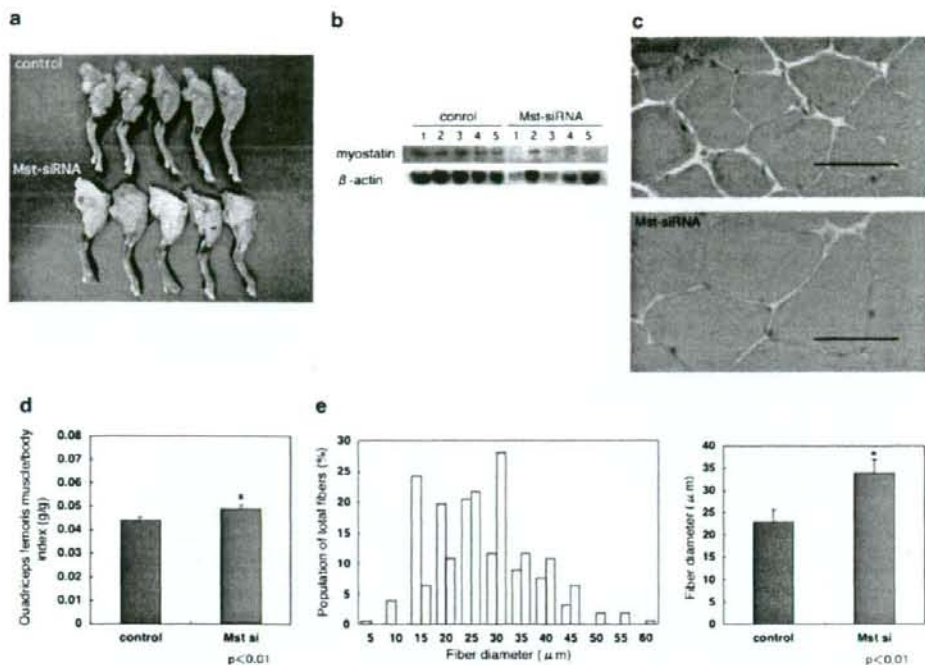 a
control
Mst-siRNA
b
conrol Mst-siRNA
1 2 3 4 5 1 2 3 4 5
myostatin
β-actin
c
Mst-siRNA
d
Quadriceps femoris muscle/body
index (g/g)
0.08
0.07
0.06
0.05
0.04
0.03
0.02
0.01
0
*
control Mst si
p<0.01
e
Population of total fibers (%)
30
25
20
15
10
5
0
5 10 15 20 25 30 35 40 45 50 55 60
Fiber diameter (μm)
Fiber diameter (μm)
40
35
30
25
20
15
10
5
0
*
control Mst si
p<0.01